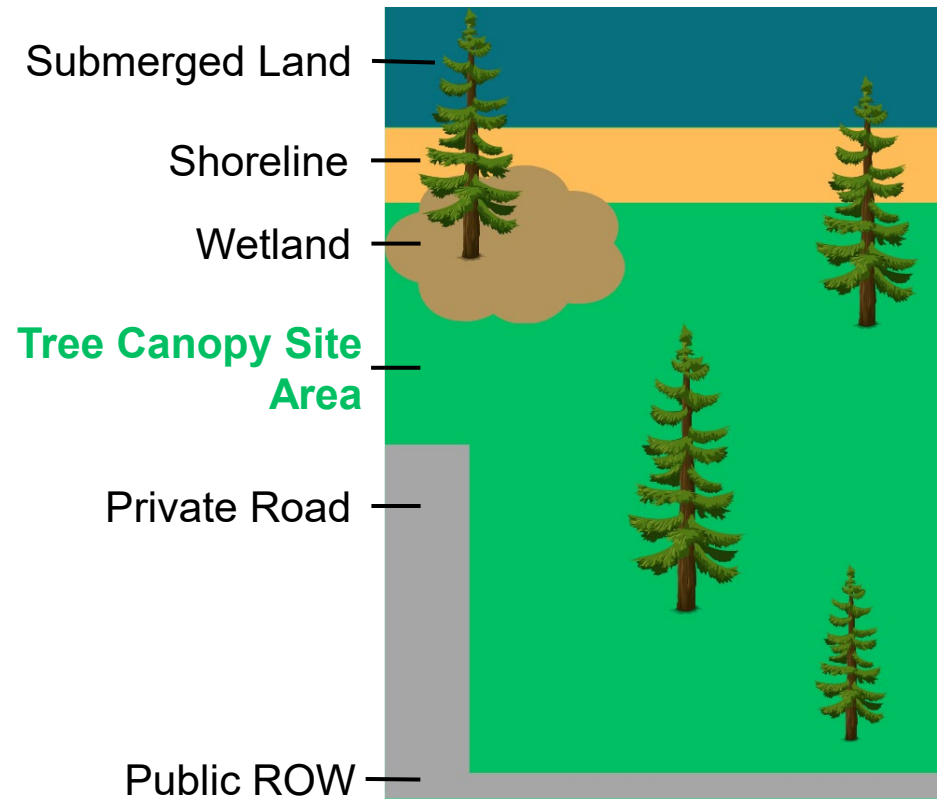 Submerged Land
Shoreline
Wetland
Tree Canopy Site
Area
Private Road
Public ROW